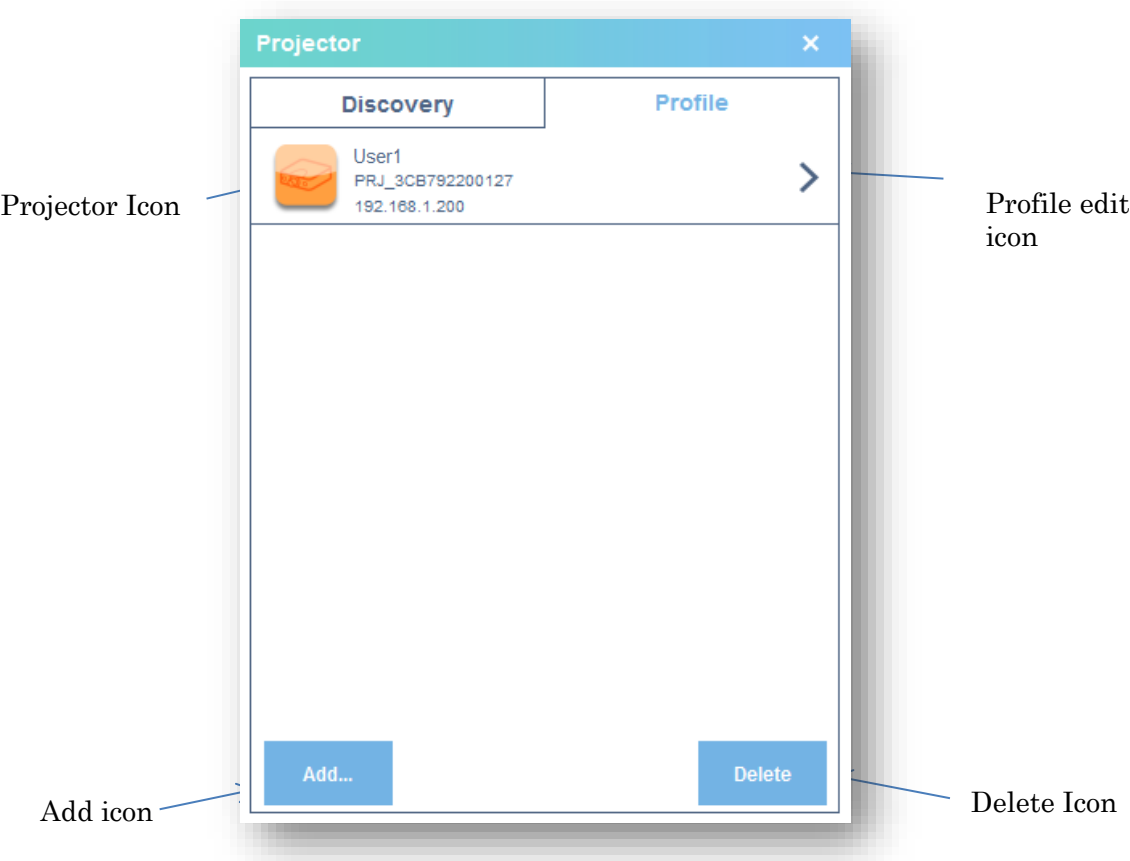 Projector ×
Discovery Profile
User1
PRJ_3CB792200127
192.168.1.200
Projector Icon
Profile edit
icon
Add... Delete
Add icon
Delete Icon